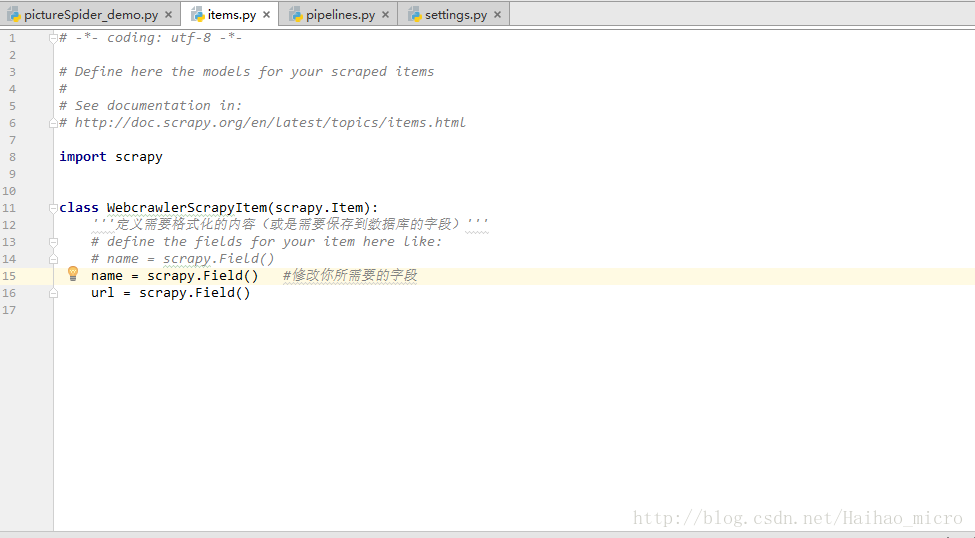 pictureSpider_demo.py × items.py × pipelines.py × settings.py ×
1 # -*- coding: utf-8 -*-
2
3 # Define here the models for your scraped items
4 #
5 # See documentation in:
6 # http://doc.scrapy.org/en/latest/topics/items.html
7
8 import scrapy
9
10
11 class WebcrawlerScrapyItem(scrapy.Item):
12 '''定义需要格式化的内容（或是需要保存到数据库的字段）'''
13 # define the fields for your item here like:
14 # name = scrapy.Field()
15 name = scrapy.Field() #修改你所需要的字段
16 url = scrapy.Field()
17
http://blog.csdn.net/Haihao_micro